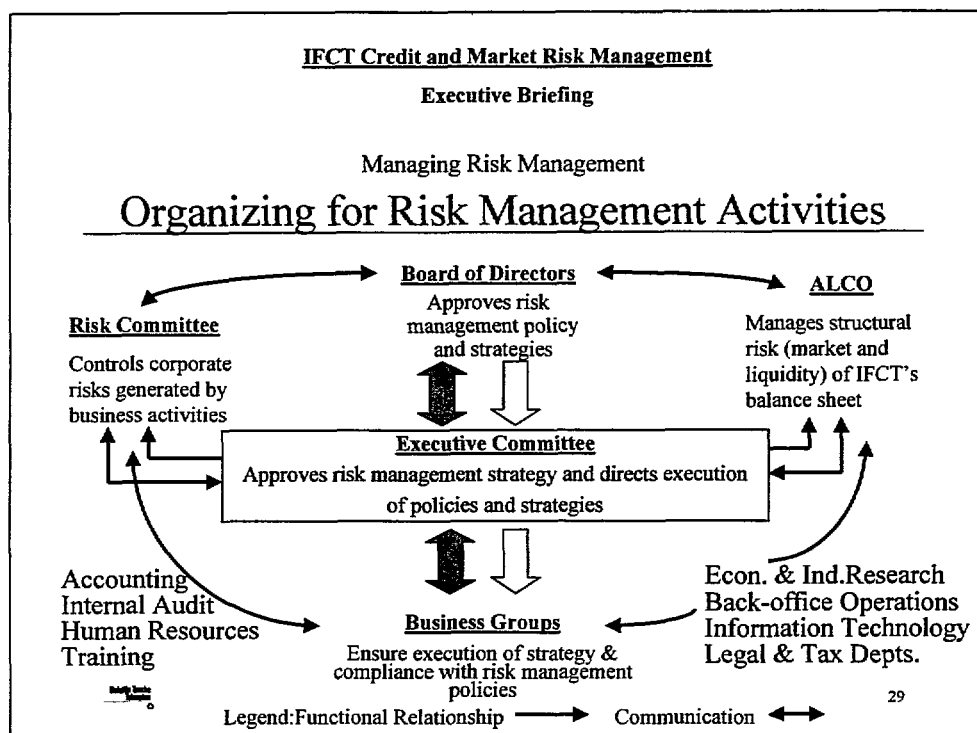 IFCT Credit and Market Risk Management
Executive Briefing
Managing Risk Management
Organizing for Risk Management Activities
Board of Directors
Approves risk
management policy
and strategies
Risk Committee
Controls corporate
risks generated by
business activities
ALCO
Manages structural
risk (market and
liquidity) of IFCT's
balance sheet
Executive Committee
Approves risk management strategy and directs execution
of policies and strategies
Accounting
Internal Audit
Human Resources
Training
Business Groups
Ensure execution of strategy &
compliance with risk management
policies
Econ. & Ind.Research
Back-office Operations
Information Technology
Legal & Tax Depts.
Legend:Functional Relationship
Communication
29